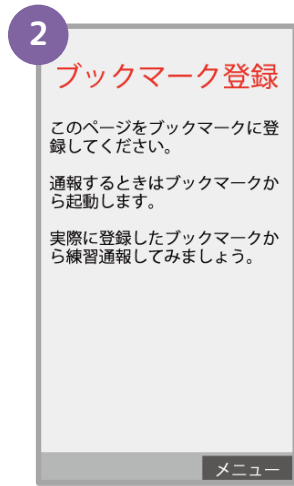 2
ブックマーク登録
このページをブックマークに登
録してください。
通報するときはブックマークか
ら起動します。
実際に登録したブックマークか
ら練習通報してみましょう。
メニュー